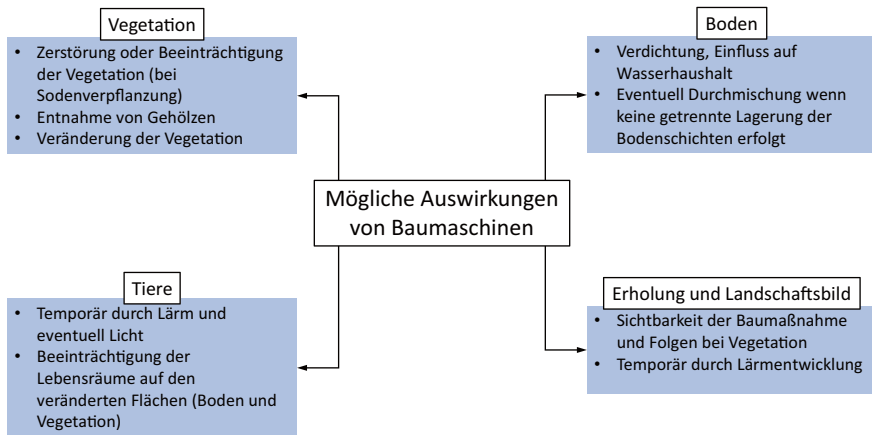 Vegetation
• Zerstörung oder Beeinträchtigung
der Vegetation (bei
Sodenverpflanzung)
• Entnahme von Gehölzen
• Veränderung der Vegetation
Boden
• Verdichtung, Einfluss auf
Wasserhaushalt
• Eventuell Durchmischung wenn
keine getrennte Lagerung der
Bodenschichten erfolgt
Mögliche Auswirkungen
von Baumaschinen
Tiere
• Temporär durch Lärm und
eventuell Licht
• Beeinträchtigung der
Lebensräume auf den
veränderten Flächen (Boden und
Vegetation)
Erholung und Landschaftsbild
• Sichtbarkeit der Baumaßnahme
und Folgen bei Vegetation
• Temporär durch Lärmentwicklung